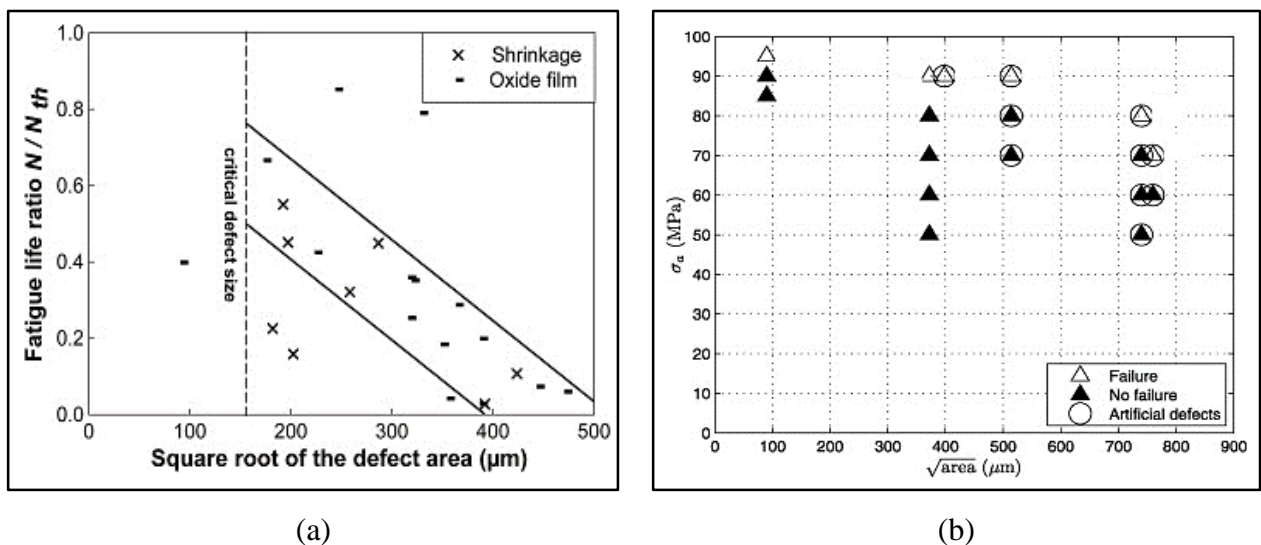 1.0
0.8
0.6
0.4
0.2
0.0
Fatigue life ratio N / N th
critical defect size
× Shrinkage
- Oxide film
0 100 200 300 400 500
Square root of the defect area (µm)
(a)
100
90
80
70
60
50
40
30
20
10
0
σa (MPa)
△ Failure
▲ No failure
◯ Artificial defects
0 100 200 300 400 500 600 700 800 900
√area (μm)
(b)